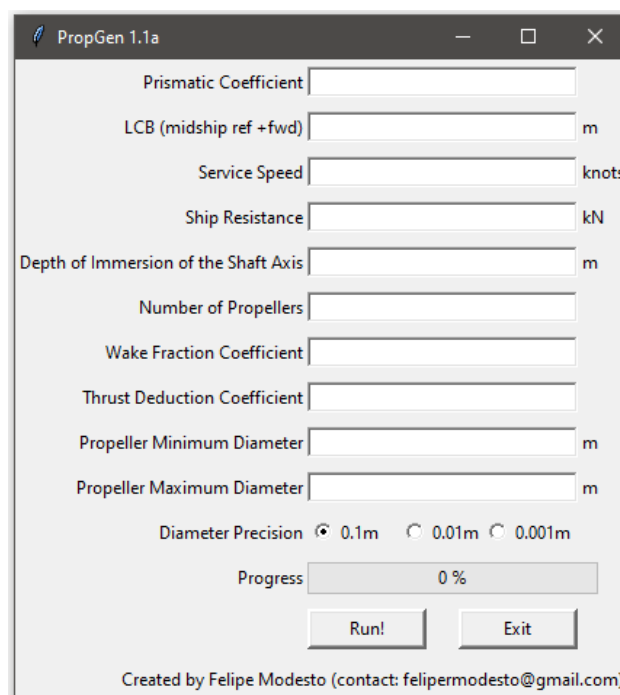 PropGen 1.1a
Prismatic Coefficient
LCB (midship ref +fwd) m
Service Speed knots
Ship Resistance kN
Depth of Immersion of the Shaft Axis m
Number of Propellers
Wake Fraction Coefficient
Thrust Deduction Coefficient
Propeller Minimum Diameter m
Propeller Maximum Diameter m
Diameter Precision 0.1m 0.01m 0.001m
Progress 0 %
Run! Exit
Created by Felipe Modesto (contact: felipermodesto@gmail.com)